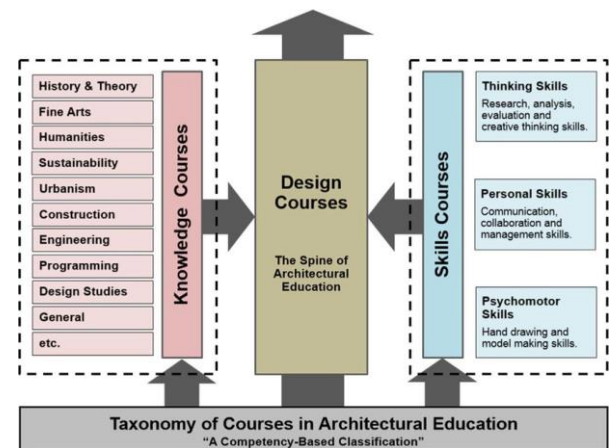 History & Theory
Fine Arts
Humanities
Sustainability
Urbanism
Construction
Engineering
Programming
Design Studies
General
etc.
Knowledge Courses
Design
Courses
The Spine of
Architectural
Education
Skills Courses
Thinking Skills
Research, analysis,
evaluation and
creative thinking skills.
Personal Skills
Communication,
collaboration and
management skills.
Psychomotor
Skills
Hand drawing and
model making skills.
Taxonomy of Courses in Architectural Education
“A Competency-Based Classification”